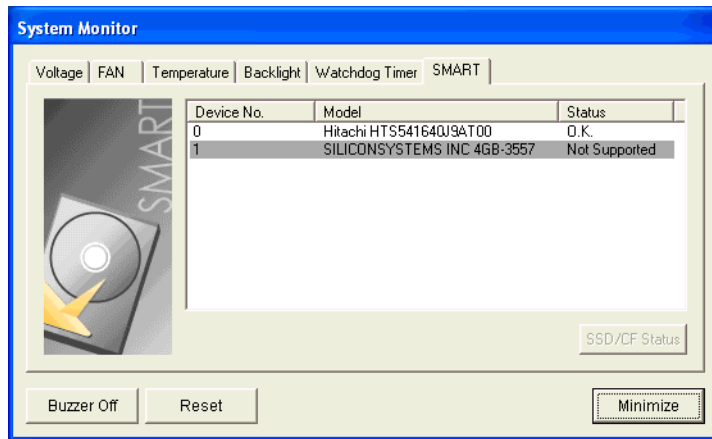 System Monitor
Voltage FAN Temperature Backlight Watchdog Timer SMART
SMART
Device No. Model Status
0 Hitachi HTS541640J9AT00 O.K.
1 SILICONSYSTEMS INC 4GB-3557 Not Supported
SSD/CF Status
Buzzer Off Reset Minimize